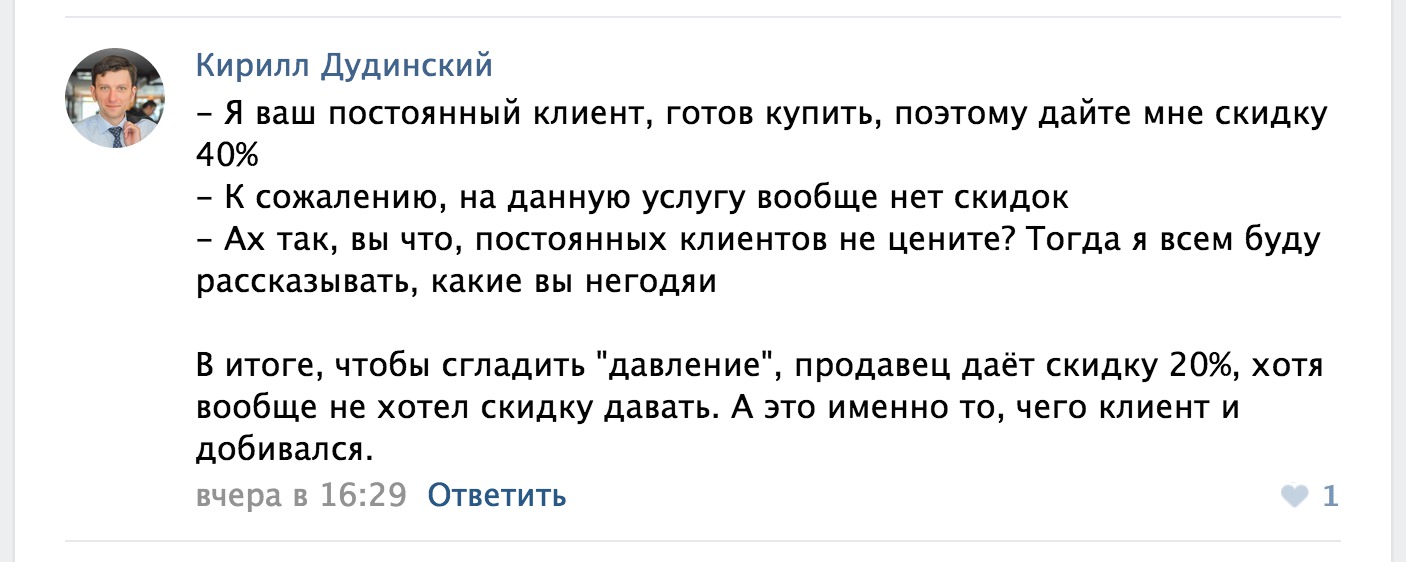 Кирилл Дудинский
– Я ваш постоянный клиент, готов купить, поэтому дайте мне скидку
40%
– К сожалению, на данную услугу вообще нет скидок
– Ах так, вы что, постоянных клиентов не цените? Тогда я всем буду
рассказывать, какие вы негодяи
В итоге, чтобы сгладить "давление", продавец даёт скидку 20%, хотя
вообще не хотел скидку давать. А это именно то, чего клиент и
добивался.
вчера в 16:29 Ответить 1